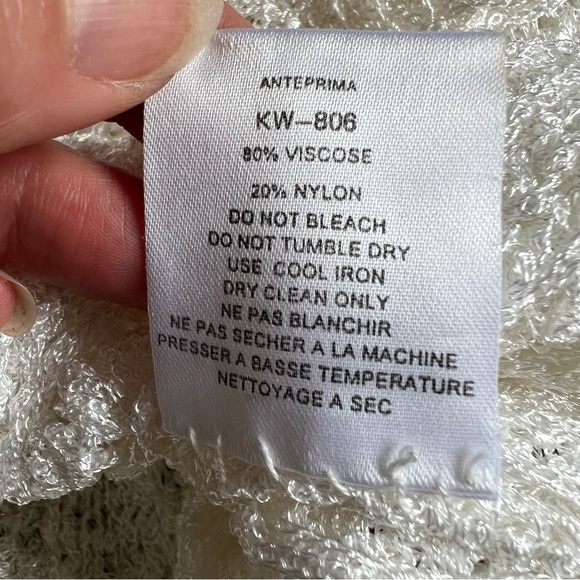 ANTEPRIMA
KW-806
80% VISCOSE
20% NYLON
DO NOT BLEACH
DO NOT TUMBLE DRY
USE COOL IRON
DRY CLEAN ONLY
NE PAS BLANCHIR
NE PAS SECHER A LA MACHINE
PRESSER A BASSE TEMPERATURE
NETTOYAGE A SEC